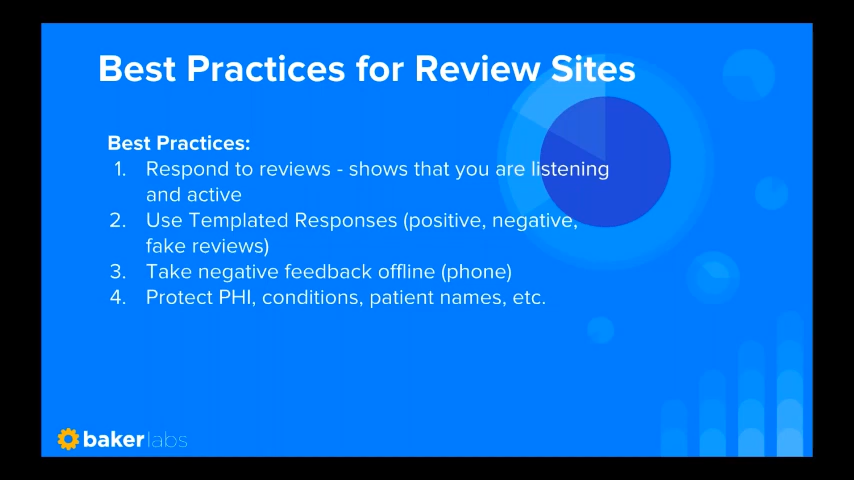 Best Practices for Review Sites
Best Practices:
1. Respond to reviews - shows that you are listening
and active
2. Use Templated Responses (positive, negative,
fake reviews)
3. Take negative feedback offline (phone)
4. Protect PHI, conditions, patient names, etc.
bakerlabs